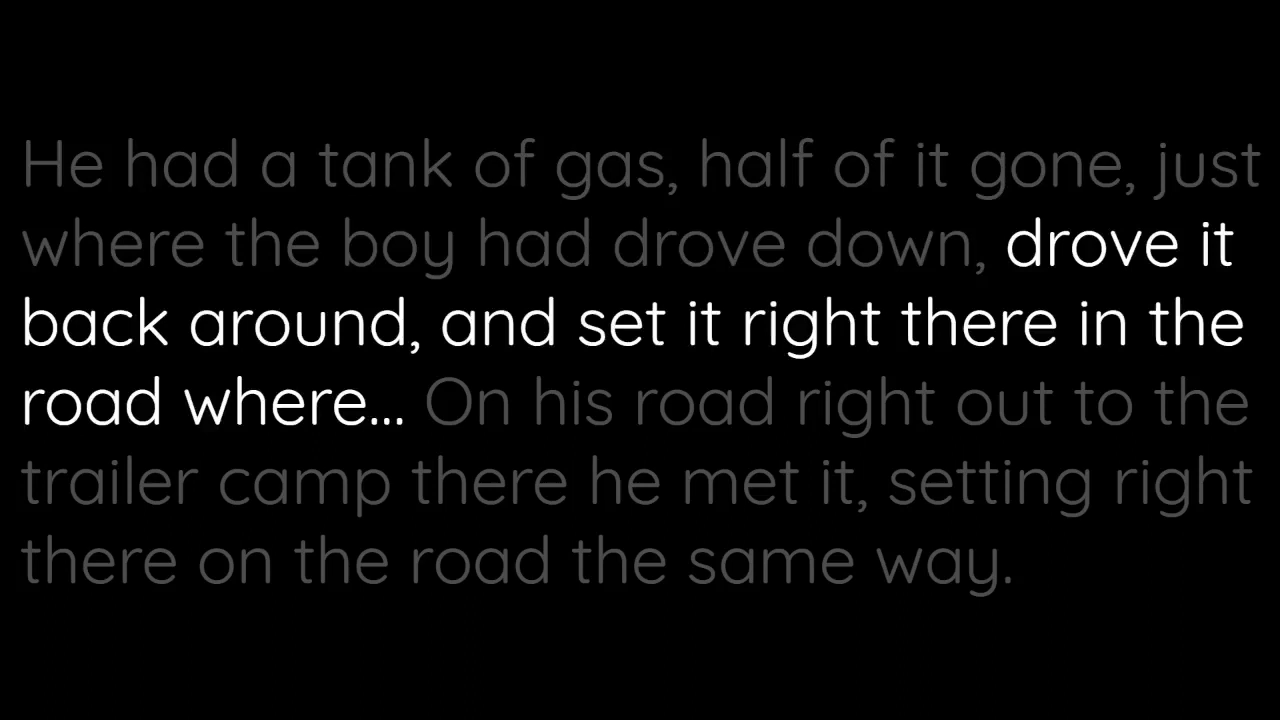 He had a tank of gas, half of it gone, just
where the boy had drove down, drove it
back around, and set it right there in the
road where... On his road right out to the
trailer camp there he met it, setting right
there on the road the same way.